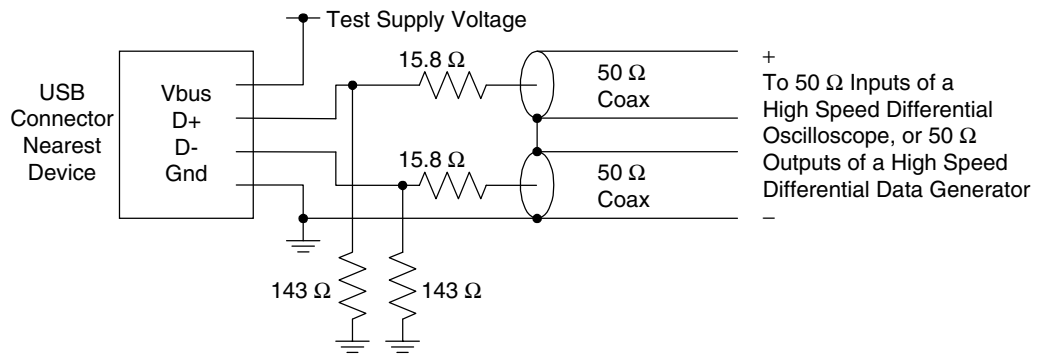 Test Supply Voltage
USB
Connector
Nearest
Device
Vbus
D+
D-
Gnd
15.8 Ω
50 Ω
Coax
15.8 Ω
50 Ω
Coax
+
To 50 Ω Inputs of a
High Speed Differential
Oscilloscope, or 50 Ω
Outputs of a High Speed
Differential Data Generator
−
143 Ω
143 Ω